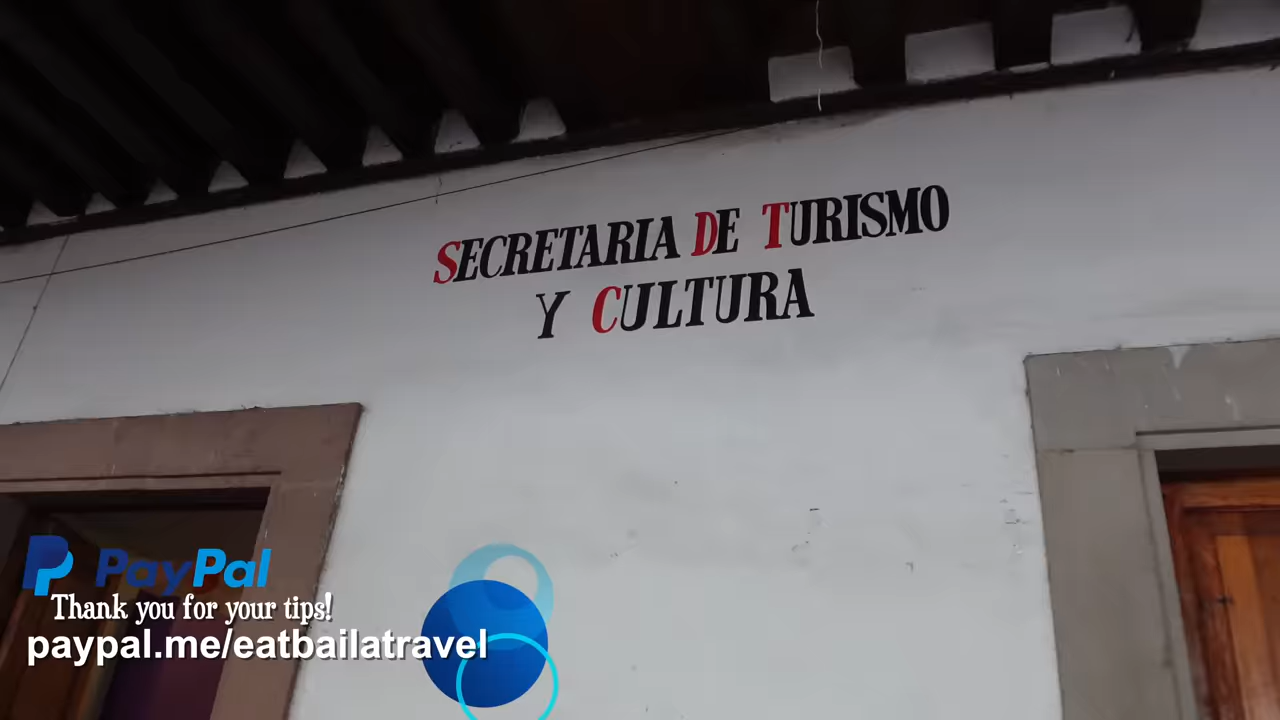 SECRETARIA DE TURISMO
Y CULTURA
PayPal
Thank you for your tips!
paypal.me/eatbailatravel